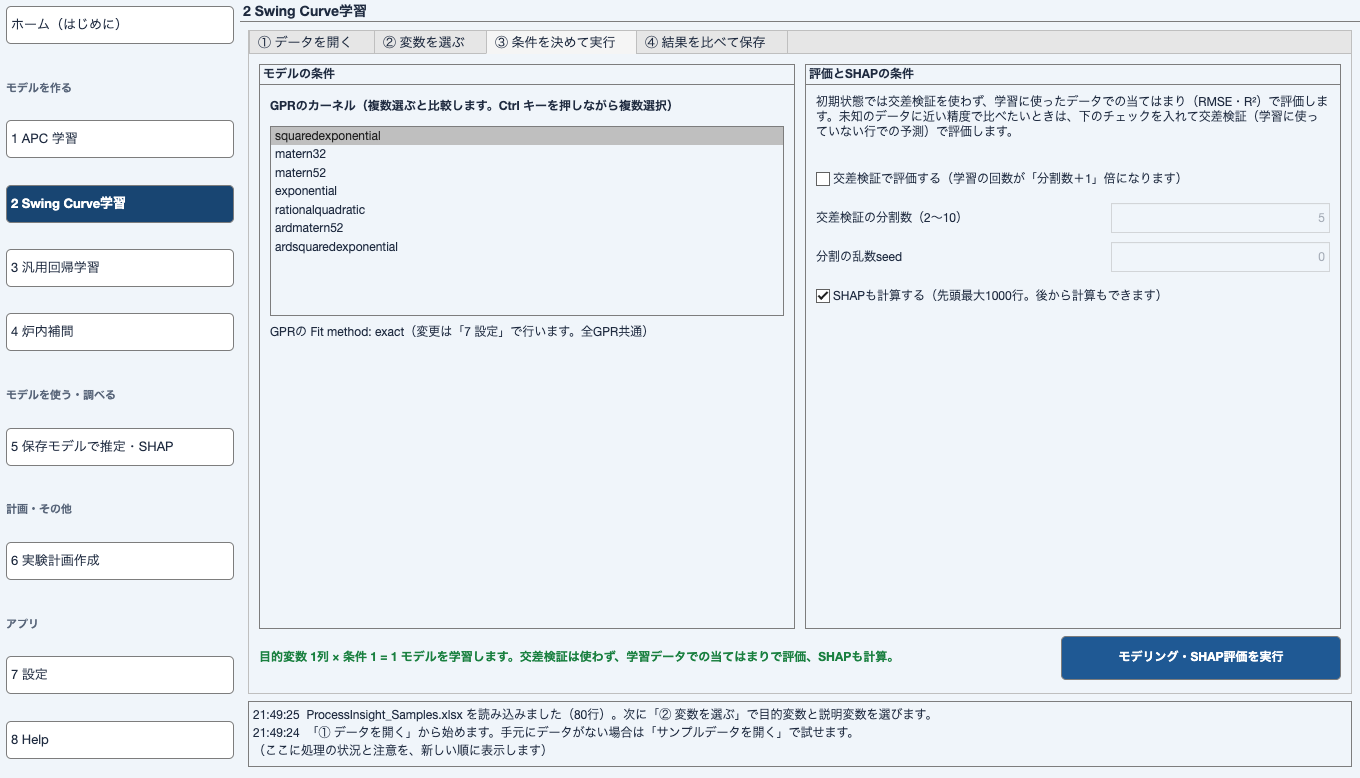 ホーム（はじめに）
モデルを作る
1 APC 学習
2 Swing Curve学習
3 汎用回帰学習
4 炉内補間
モデルを使う・調べる
5 保存モデルで推定・SHAP
計画・その他
6 実験計画作成
アプリ
7 設定
8 Help
2 Swing Curve学習
① データを開く
② 変数を選ぶ
③ 条件を決めて実行
④ 結果を比べて保存
モデルの条件
GPRのカーネル（複数選ぶと比較します。Ctrl キーを押しながら複数選択）
squaredexponential
matern32
matern52
exponential
rationalquadratic
ardmatern52
ardsquaredexponential
GPRの Fit method: exact（変更は「7 設定」で行います。全GPR共通）
評価とSHAPの条件
初期状態では交差検証を使わず、学習に使ったデータでの当てはまり（RMSE・R²）で評価しま
す。未知のデータに近い精度で比べたいときは、下のチェックを入れて交差検証（学習に使っ
ていない行での予測）で評価します。
交差検証で評価する（学習の回数が「分割数＋1」倍になります）
交差検証の分割数（2〜10）
5
分割の乱数seed
0
SHAPも計算する（先頭最大1000行。後から計算もできます）
目的変数 1列 × 条件 1 = 1 モデルを学習します。交差検証は使わず、学習データでの当てはまりで評価、SHAPも計算。
モデリング・SHAP評価を実行
21:49:25 ProcessInsight_Samples.xlsx を読み込みました（80行）。次に「② 変数を選ぶ」で目的変数と説明変数を選びます。
21:49:24 「① データを開く」から始めます。手元にデータがない場合は「サンプルデータを開く」で試せます。
（ここに処理の状況と注意を、新しい順に表示します）